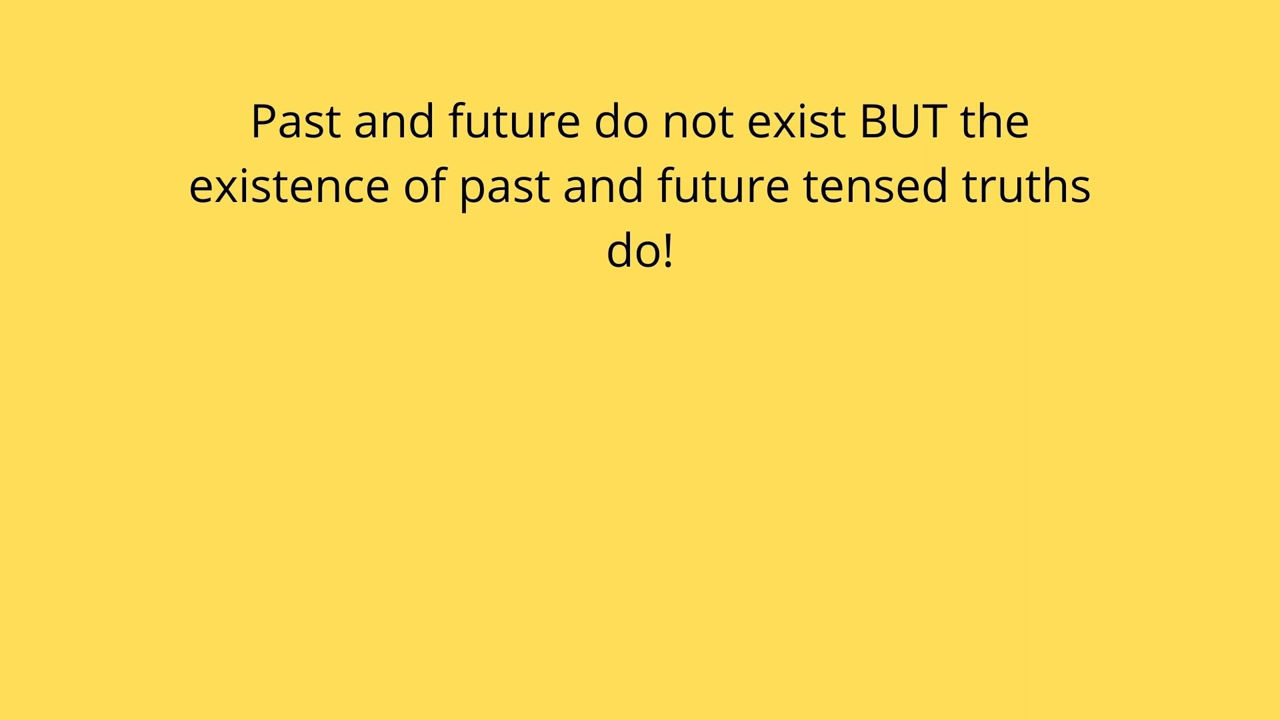 Past and future do not exist BUT the
existence of past and future tensed truths
do!